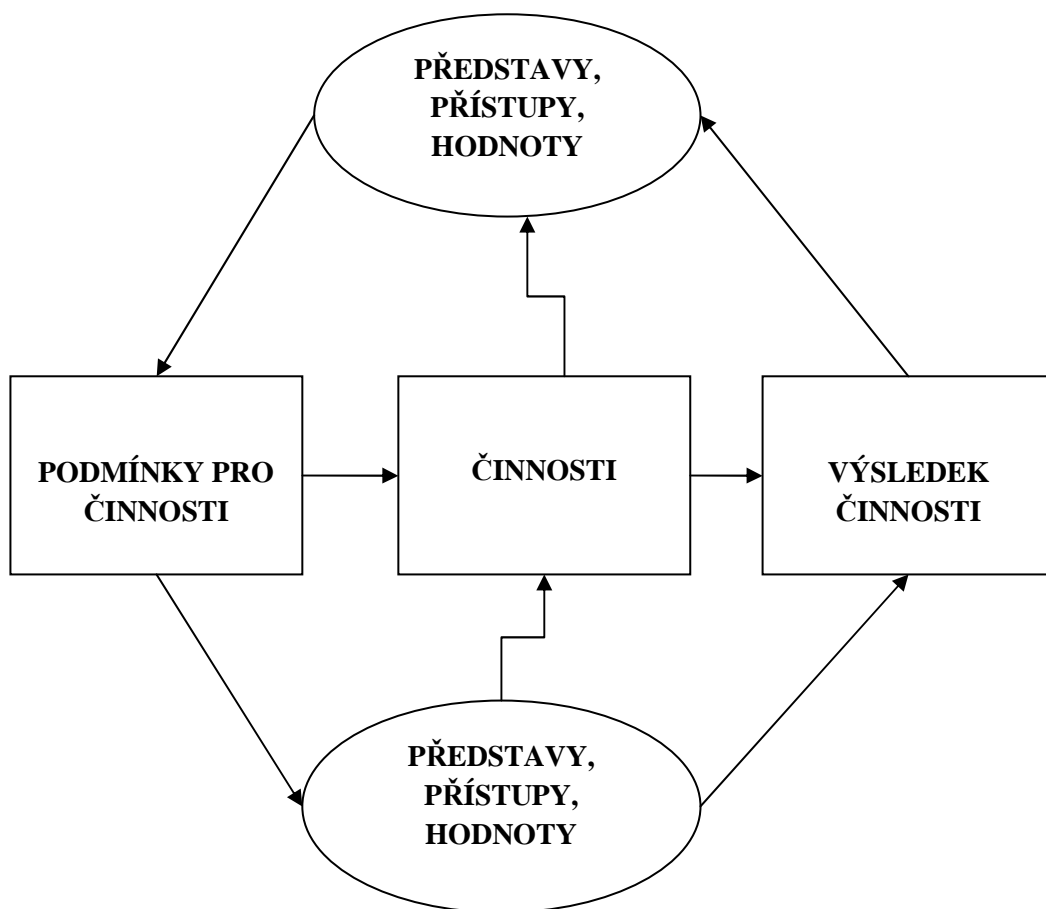 PŘEDSTAVY,
PŘÍSTUPY,
HODNOTY
PODMÍNKY PRO
ČINNOSTI
ČINNOSTI
VÝSLEDEK
ČINNOSTI
PŘEDSTAVY,
PŘÍSTUPY,
HODNOTY